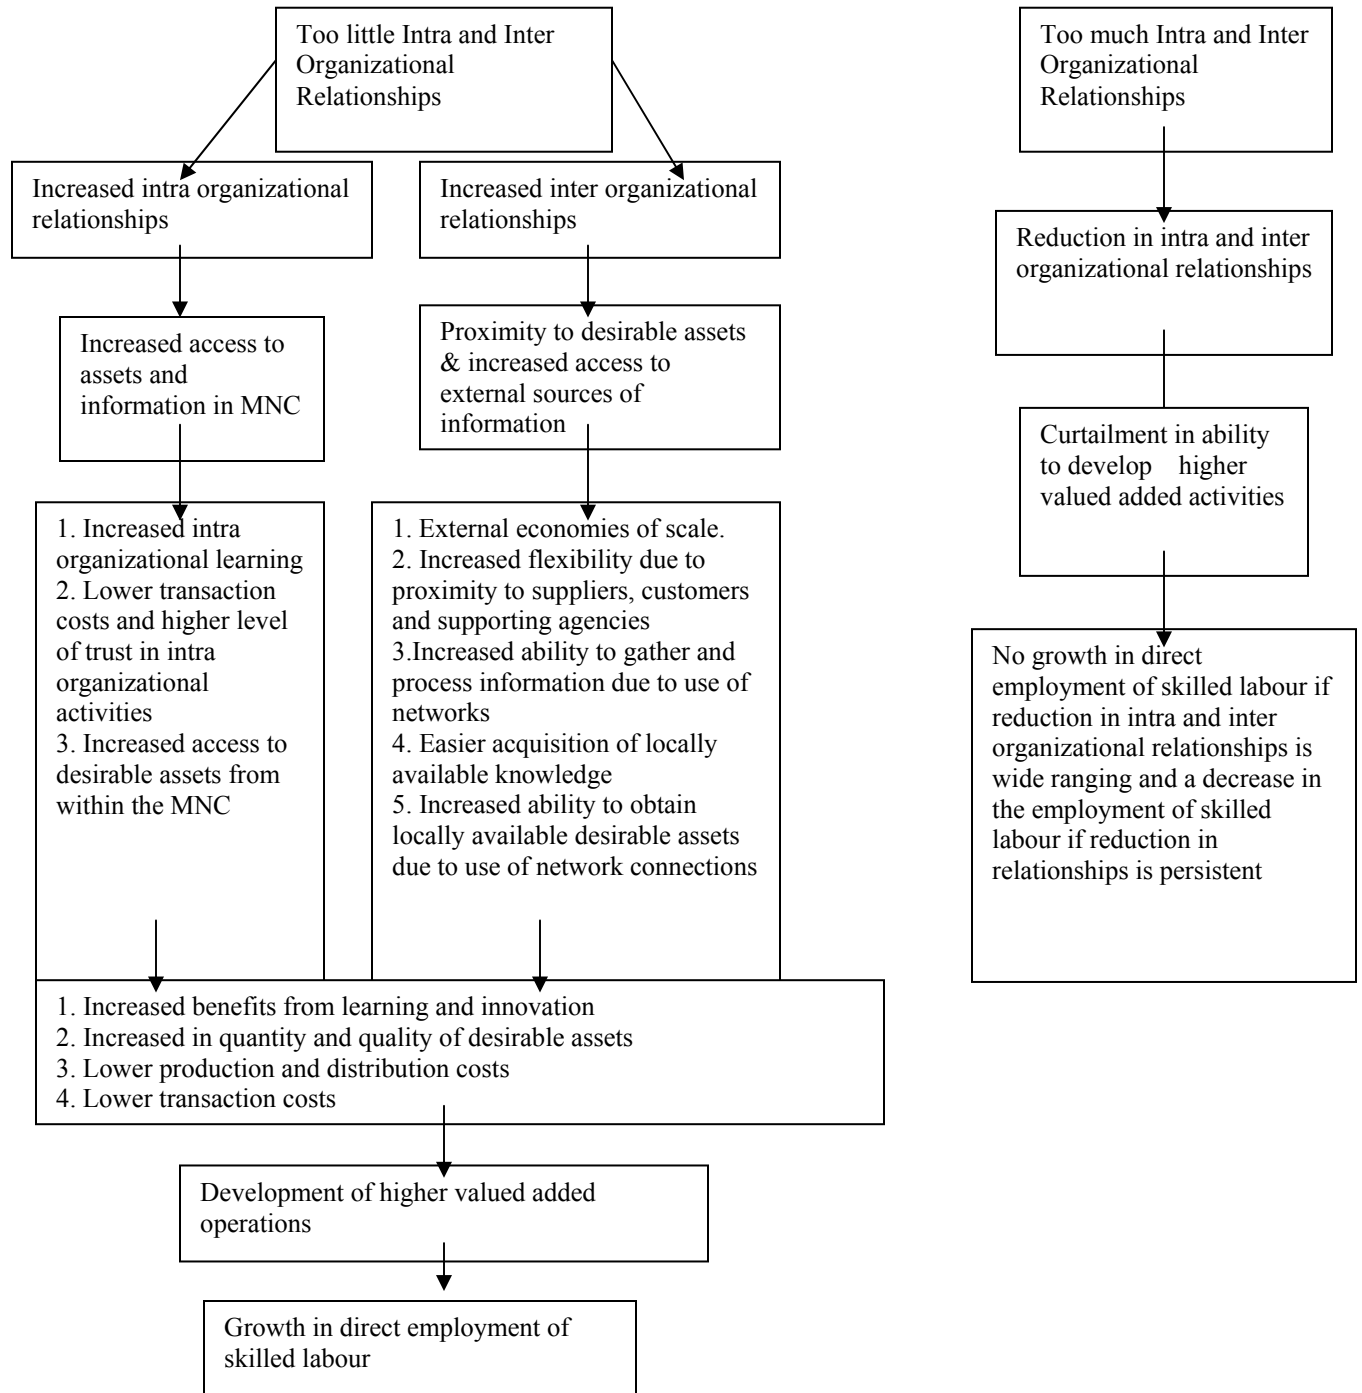 Too little Intra and Inter
Organizational
Relationships
Increased intra organizational
relationships
Increased inter organizational
relationships
Increased access to
assets and
information in MNC
Proximity to desirable assets
& increased access to
external sources of
information
1. Increased intra
organizational learning
2. Lower transaction
costs and higher level
of trust in intra
organizational
activities
3. Increased access to
desirable assets from
within the MNC
1. External economies of scale.
2. Increased flexibility due to
proximity to suppliers, customers
and supporting agencies
3.Increased ability to gather and
process information due to use of
networks
4. Easier acquisition of locally
available knowledge
5. Increased ability to obtain
locally available desirable assets
due to use of network connections
1. Increased benefits from learning and innovation
2. Increased in quantity and quality of desirable assets
3. Lower production and distribution costs
4. Lower transaction costs
Development of higher valued added
operations
Growth in direct employment of
skilled labour
Too much Intra and Inter
Organizational
Relationships
Reduction in intra and inter
organizational relationships
Curtailment in ability
to develop higher
valued added activities
No growth in direct
employment of skilled labour if
reduction in intra and inter
organizational relationships is
wide ranging and a decrease in
the employment of skilled
labour if reduction in
relationships is persistent